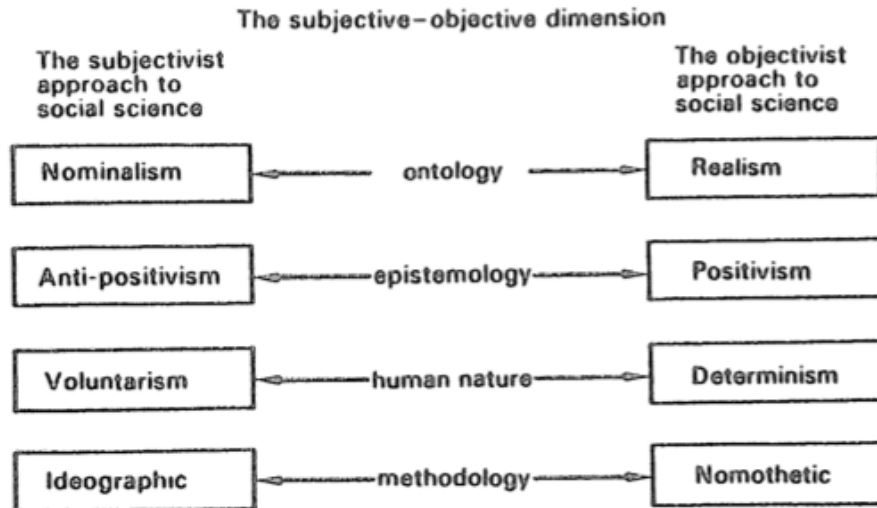 The subjective–objective dimension
The subjectivist
approach to
social science
The objectivist
approach to
social science
Nominalism
ontology
Realism
Anti-positivism
epistemology
Positivism
Voluntarism
human nature
Determinism
Ideographic
methodology
Nomothetic